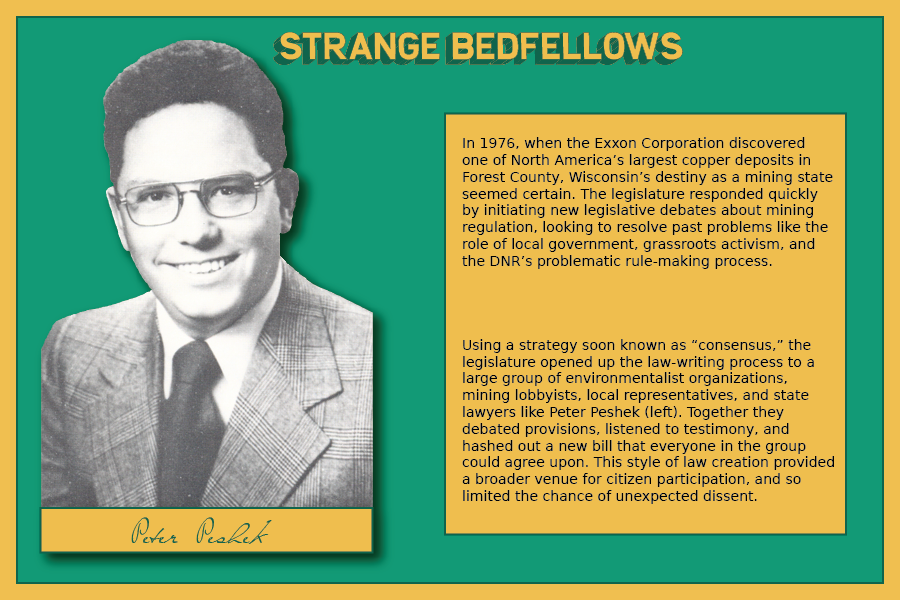 STRANGE BEDFELLOWS
In 1976, when the Exxon Corporation discovered
one of North America’s largest copper deposits in
Forest County, Wisconsin’s destiny as a mining state
seemed certain. The legislature responded quickly
by initiating new legislative debates about mining
regulation, looking to resolve past problems like the
role of local government, grassroots activism, and
the DNR’s problematic rule-making process.
Using a strategy soon known as “consensus,” the
legislature opened up the law-writing process to a
large group of environmentalist organizations,
mining lobbyists, local representatives, and state
lawyers like Peter Peshek (left). Together they
debated provisions, listened to testimony, and
hashed out a new bill that everyone in the group
could agree upon. This style of law creation provided
a broader venue for citizen participation, and so
limited the chance of unexpected dissent.
Peter Peshek